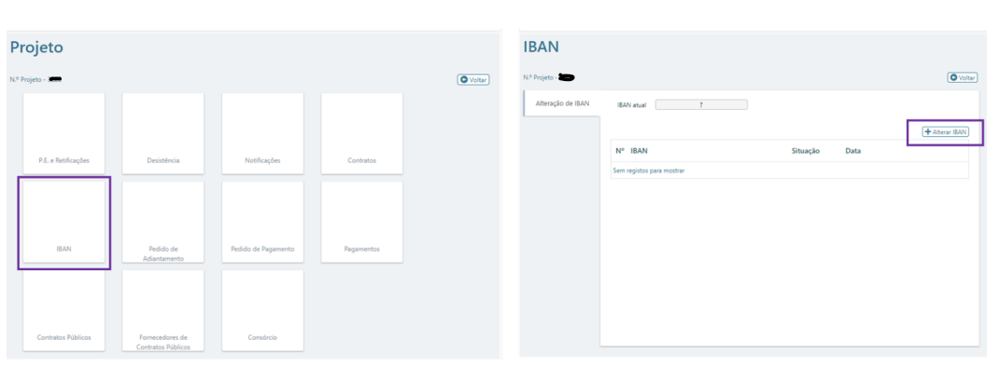 Projeto
N.º Projeto -
Voltar
P.E. e Retificações
Desistência
Notificações
Contratos
IBAN
Pedido de
Adiantamento
Pedido de Pagamento
Pagamentos
Contratos Públicos
Fornecedores de
Contratos Públicos
Consórcio
IBAN
N.º Projeto -
Voltar
Alteração de IBAN
IBAN atual
?
+ Alterar IBAN
Nº IBAN Situação Data
Sem registos para mostrar